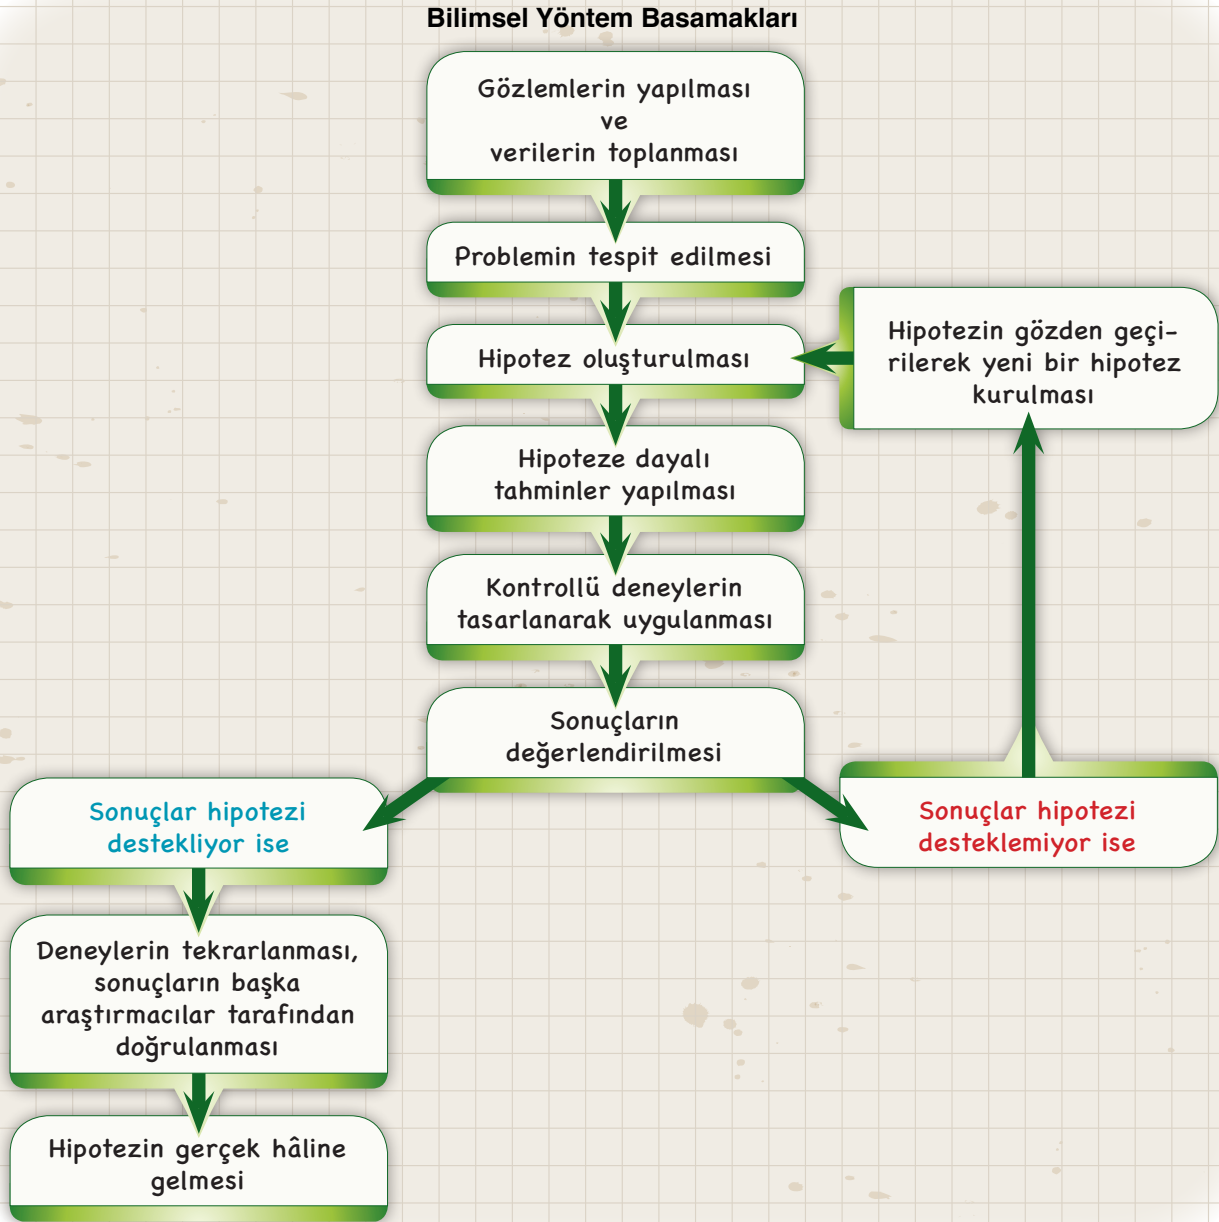 Bilimsel Yöntem Basamakları
Gözlemlerin yapılması
ve
verilerin toplanması
Problemin tespit edilmesi
Hipotez oluşturulması
Hipotezin gözden geçi-
rilerek yeni bir hipotez
kurulması
Hipoteze dayalı
tahminler yapılması
Kontrollü deneylerin
tasarlanarak uygulanması
Sonuçların
değerlendirilmesi
Sonuçlar hipotezi
destekliyor ise
Sonuçlar hipotezi
desteklemiyor ise
Deneylerin tekrarlanması,
sonuçların başka
araştırmacılar tarafından
doğrulanması
Hipotezin gerçek hâline
gelmesi